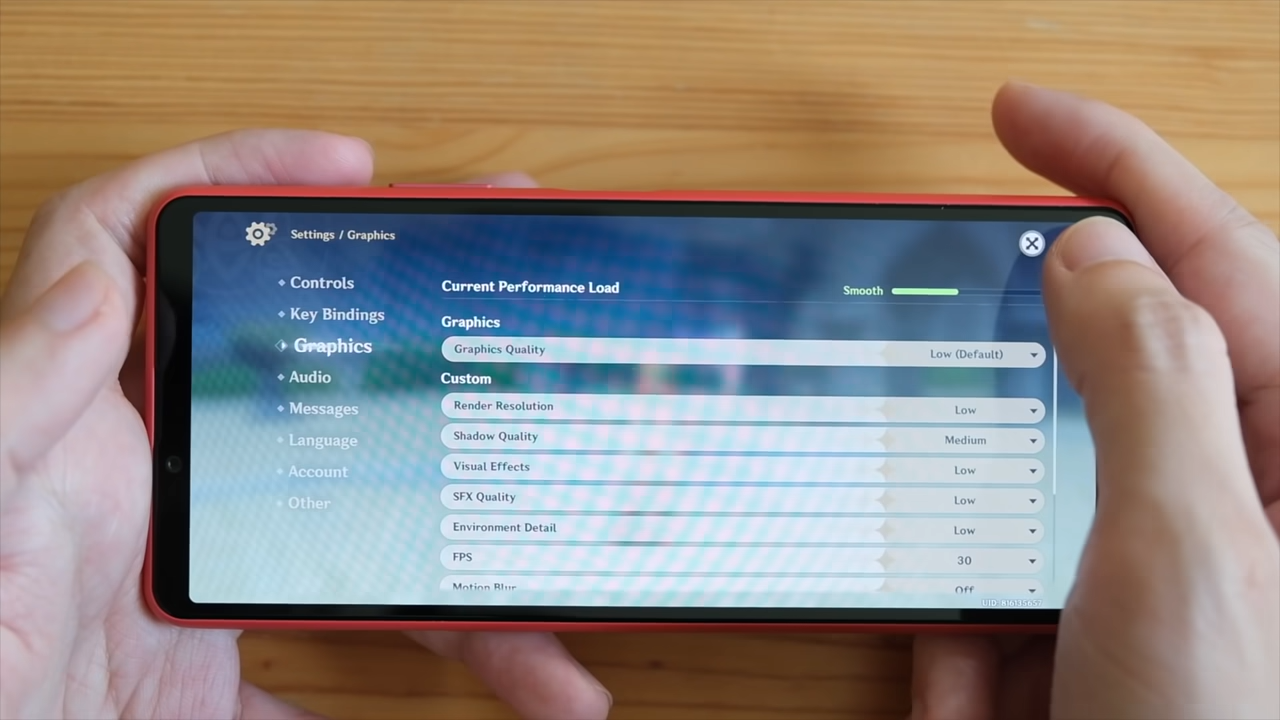 Settings / Graphics
Controls
Key Bindings
Graphics
Audio
Messages
Language
Account
Other
Current Performance Load Smooth
Graphics
Graphics Quality Low (Default)
Custom
Render Resolution Low
Shadow Quality Medium
Visual Effects Low
SFX Quality Low
Environment Detail Low
FPS 30
Motion Blur Off